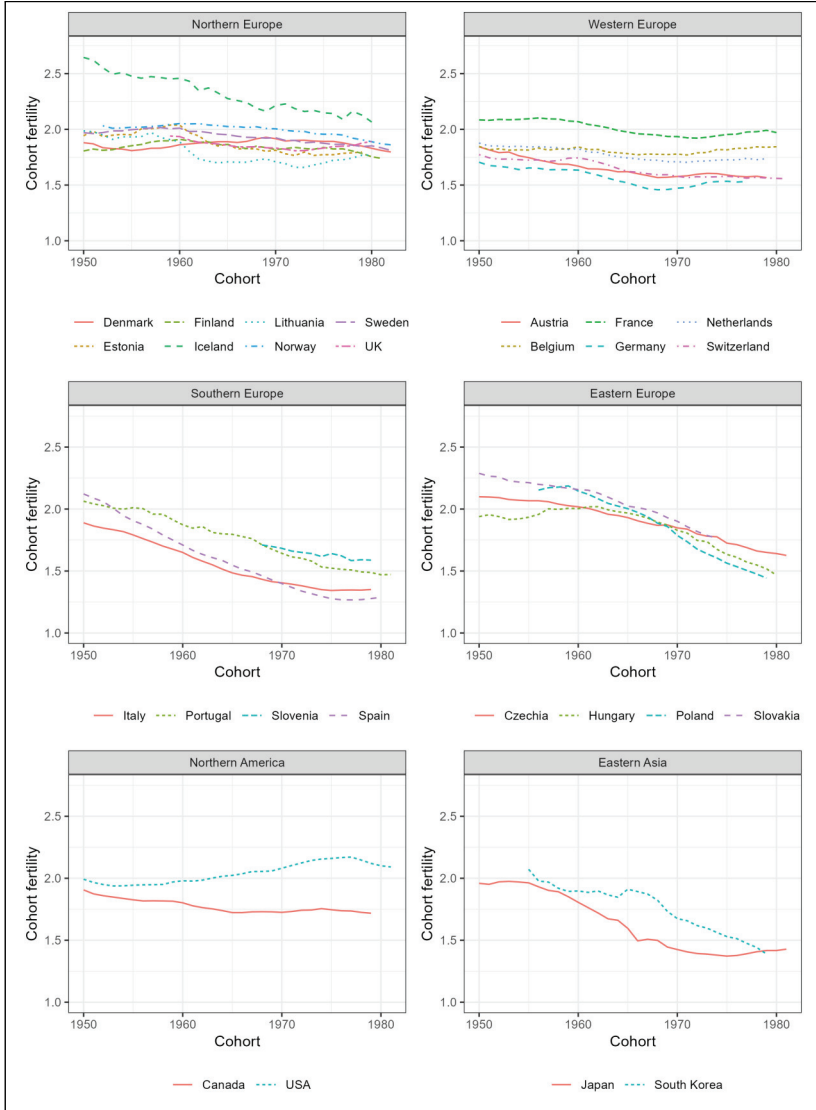 Northern Europe
Western Europe
Cohort fertility
2.5
2.0
1.5
1.0
1950 1960 1970 1980
Cohort
Cohort fertility
2.5
2.0
1.5
1.0
1950 1960 1970 1980
Cohort
Denmark Finland Lithuania Sweden
Estonia Iceland Norway UK
Austria France Netherlands
Belgium Germany Switzerland
Southern Europe
Eastern Europe
Cohort fertility
2.5
2.0
1.5
1.0
1950 1960 1970 1980
Cohort
Cohort fertility
2.5
2.0
1.5
1.0
1950 1960 1970 1980
Cohort
Italy Portugal Slovenia Spain
Czechia Hungary Poland Slovakia
Northern America
Eastern Asia
Cohort fertility
2.5
2.0
1.5
1.0
1950 1960 1970 1980
Cohort
Cohort fertility
2.5
2.0
1.5
1.0
1950 1960 1970 1980
Cohort
Canada USA
Japan South Korea